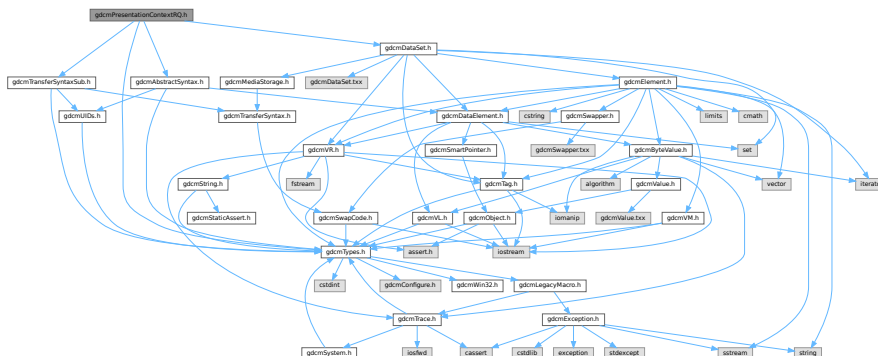 gdcmPresentationContextRQ.h
gdcmDataSet.h
gdcmTransferSyntaxSub.h
gdcmAbstractSyntax.h
gdcmMediaStorage.h
gdcmDataSet.txx
gdcmElement.h
gdcmUIDs.h
gdcmTransferSyntax.h
gdcmDataElement.h
cstring
gdcmSwapper.h
limits
cmath
gdcmVR.h
gdcmSmartPointer.h
gdcmSwapper.txx
gdcmByteValue.h
set
gdcmString.h
fstream
gdcmTag.h
algorithm
gdcmValue.h
vector
gdcmStaticAssert.h
gdcmSwapCode.h
gdcmVL.h
gdcmObject.h
iomanip
gdcmValue.txx
gdcmVM.h
gdcmTypes.h
assert.h
iostream
cstdint
gdcmConfigure.h
gdcmWin32.h
gdcmLegacyMacro.h
gdcmTrace.h
gdcmException.h
gdcmSystem.h
iosfwd
cassert
cstdlib
exception
stdexcept
sstream
string